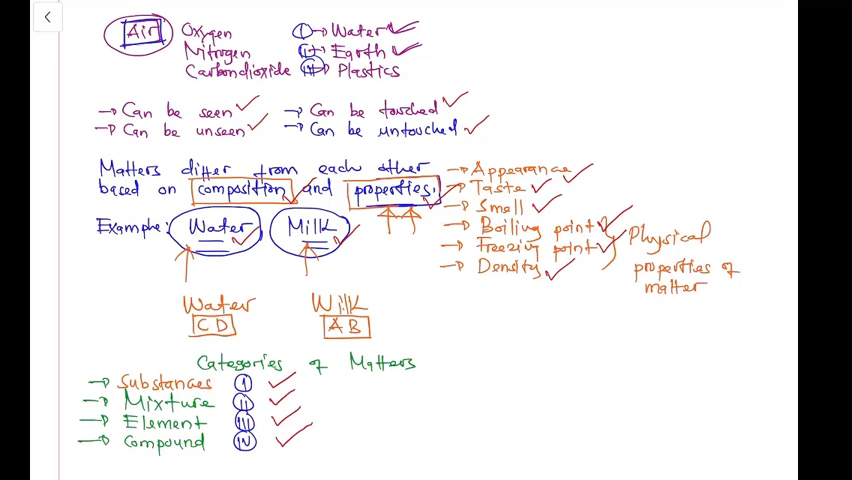 Air Oxygen I → Water
Nitrogen II → Earth
Carbondioxide III → Plastics
→ Can be seen → Can be touched
→ Can be unseen → Can be untouched
Matters differ from each other → Appearance
based on composition and properties. → Taste
→ Smell
Example: Water Milk → Boiling point
→ Freezing point Physical
→ Density properties of
matter
Water Milk
CD AB
Categories of Matters
→ Substances I
→ Mixture II
→ Element III
→ Compound IV